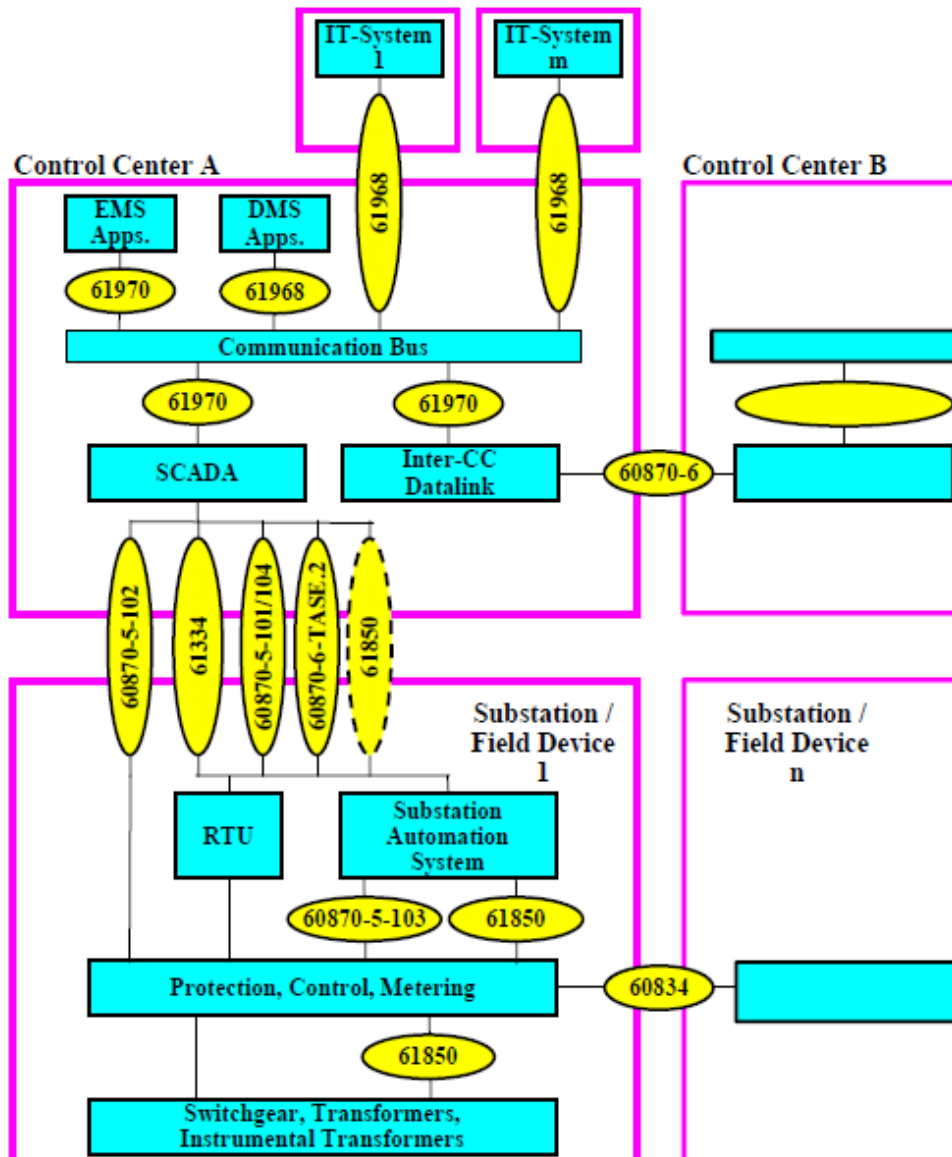 IT-System
1
IT-System
m
Control Center A
Control Center B
EMS
Apps.
DMS
Apps.
61968
61968
61970
61968
Communication Bus
61970
61970
SCADA
Inter-CC
Datalink
60870-6
60870-5-102
61334
60870-5-101/104
60870-6-TASE.2
61850
Substation /
Field Device
1
Substation /
Field Device
n
RTU
Substation
Automation
System
60870-5-103
61850
Protection, Control, Metering
60834
61850
Switchgear, Transformers,
Instrumental Transformers